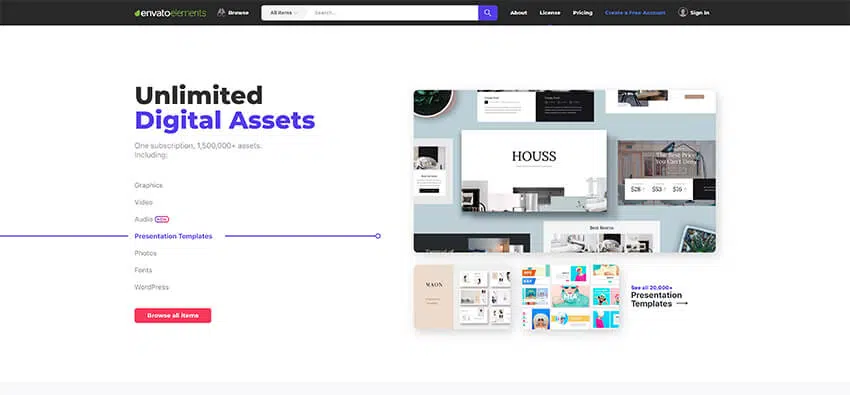 envatoelements
Browse
All items
Search...
About
License
Pricing
Create a Free Account
Sign In
Unlimited
Digital Assets
One subscription, 1,500,000+ assets.
Including:
Graphics
Video
Audio NEW
Presentation Templates
Photos
Fonts
WordPress
Browse all items
HOUSS
The Best Price
You Can't Deny
$28
$53
$76
Best Rooms
MAON
See all 20,000+
Presentation
Templates